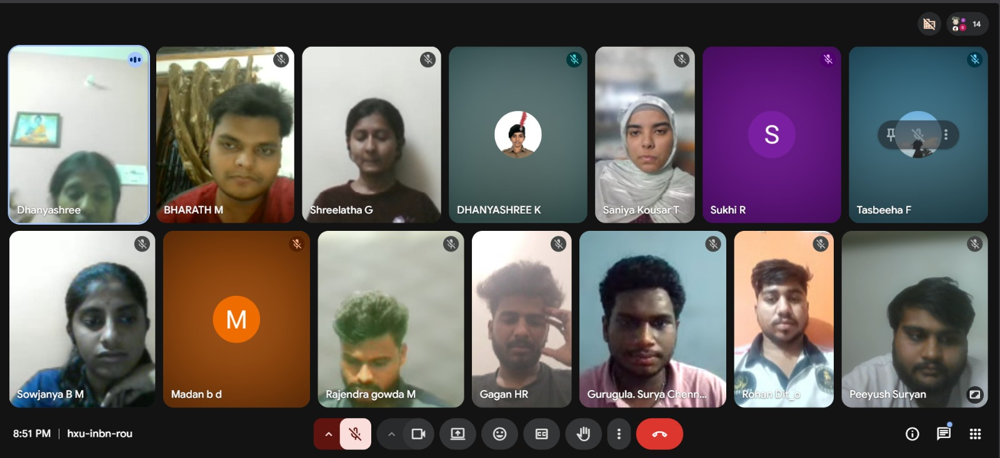 14
Dhanyashree
BHARATH M
Shreelatha G
DHANYASHREE K
Saniya Kousar T
S
Sukhi R
Tasbeeha F
Sowjanya B M
M
Madan b d
Rajendra gowda M
Gagan HR
Gurugula. Surya Chenn...
Rohan Dit_o
Peeyush Suryan
8:51 PM | hxu-inbn-rou
CC